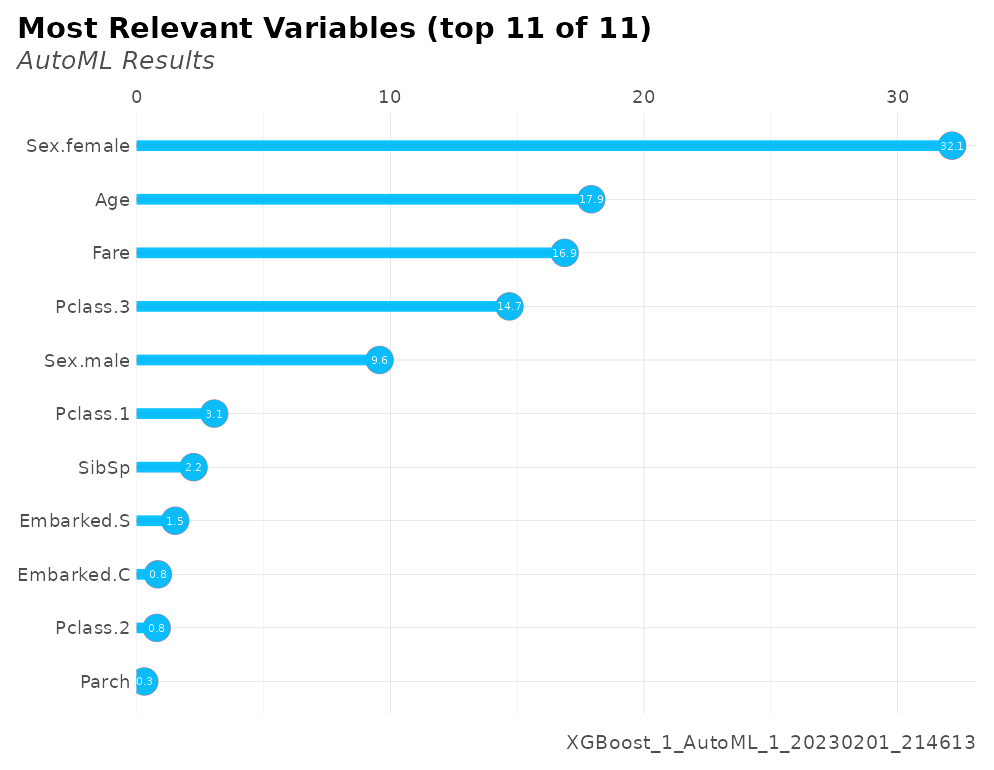 Most Relevant Variables (top 11 of 11)
AutoML Results
0 10 20 30
Sex.female 32.1
Age 17.9
Fare 16.9
Pclass.3 14.7
Sex.male 9.6
Pclass.1 3.1
SibSp 2.2
Embarked.S 1.5
Embarked.C 0.8
Pclass.2 0.8
Parch 0.3
XGBoost_1_AutoML_1_20230201_214613